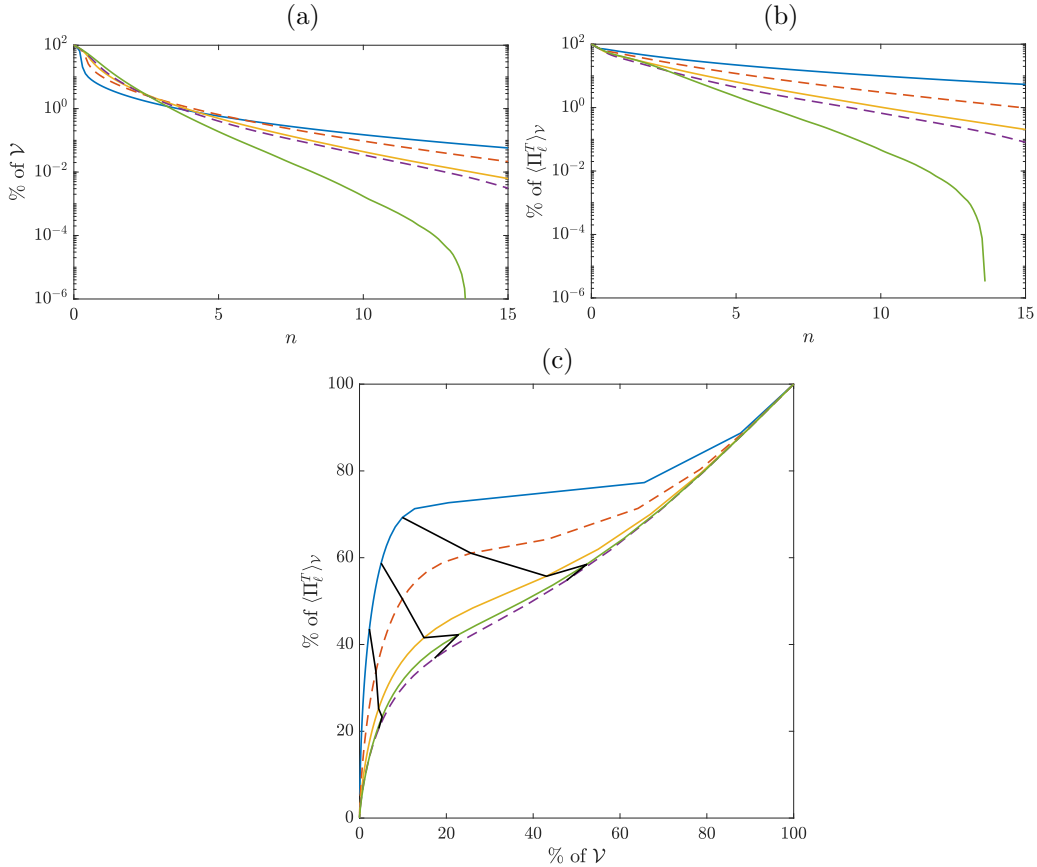 (a)
10^2
10^0
10^{-2}
10^{-4}
10^{-6}
% of 𝒱
0 5 10 15
n
(b)
10^2
10^0
10^{-2}
10^{-4}
10^{-6}
% of ⟨Π_ℓ^T⟩_𝒱
0 5 10 15
n
(c)
100
80
60
40
20
0
% of ⟨Π_ℓ^T⟩_𝒱
0 20 40 60 80 100
% of 𝒱